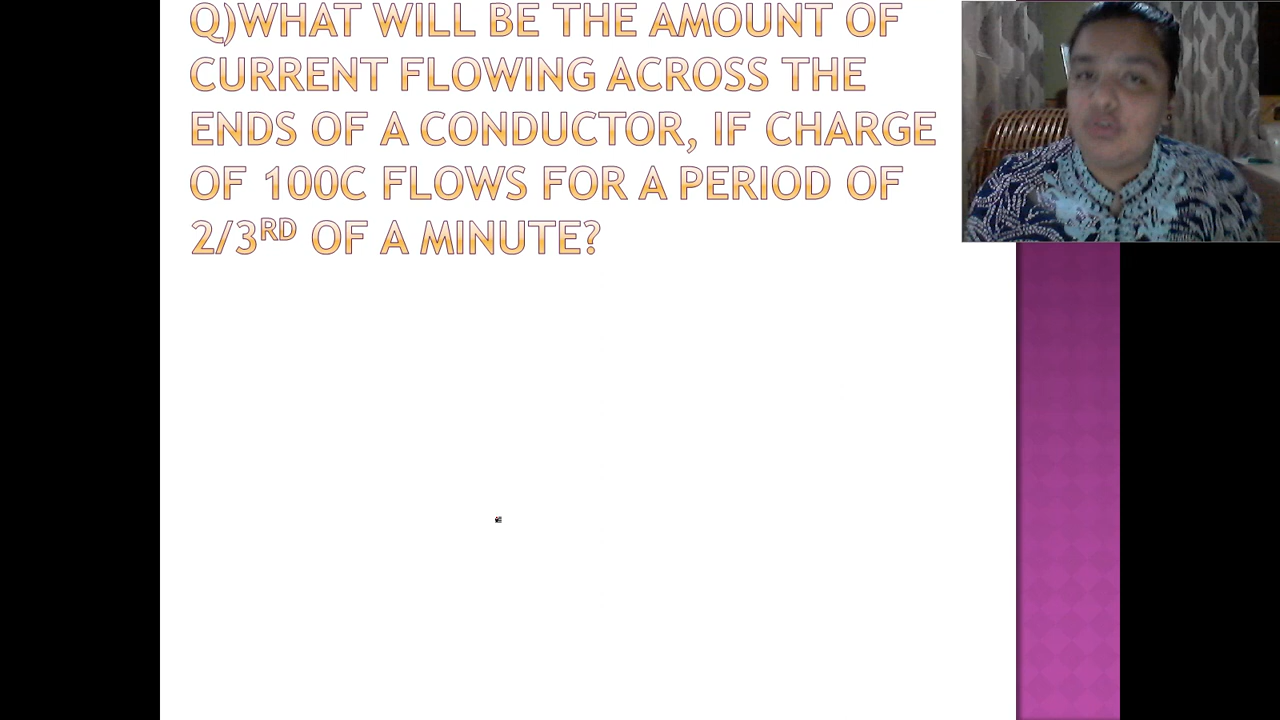 Q)WHAT WILL BE THE AMOUNT OF
CURRENT FLOWING ACROSS THE
ENDS OF A CONDUCTOR, IF CHARGE
OF 100C FLOWS FOR A PERIOD OF
2/3RD OF A MINUTE?